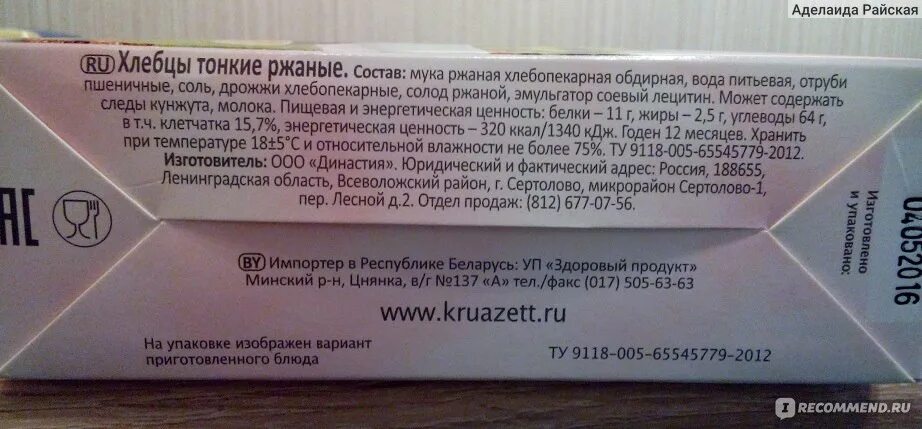 Аделаида Райская
RU Хлебцы тонкие ржаные. Состав: мука ржаная хлебопекарная обдирная, вода питьевая, отруби
пшеничные, соль, дрожжи хлебопекарные, солод ржаной, эмульгатор соевый лецитин. Может содержать
следы кунжута, молока. Пищевая и энергетическая ценность: белки – 11 г, жиры – 2,5 г, углеводы 64 г,
в т.ч. клетчатка 15,7%, энергетическая ценность – 320 ккал/1340 кДж. Годен 12 месяцев. Хранить
при температуре 18±5°С и относительной влажности не более 75%. ТУ 9118-005-65545779-2012.
Изготовитель: ООО «Династия». Юридический и фактический адрес: Россия, 188655,
Ленинградская область, Всеволожский район, г. Сертолово, микрорайон Сертолово-1,
пер. Лесной д.2. Отдел продаж: (812) 677-07-56.
Изготовлено
и упаковано:
04052016
BY Импортер в Республике Беларусь: УП «Здоровый продукт»
Минский р-н, Цнянка, в/г №137 «А» тел./факс (017) 505-63-63
www.kruazett.ru
На упаковке изображен вариант
приготовленного блюда
ТУ 9118-005-65545779-2012
IRECOMMEND.RU